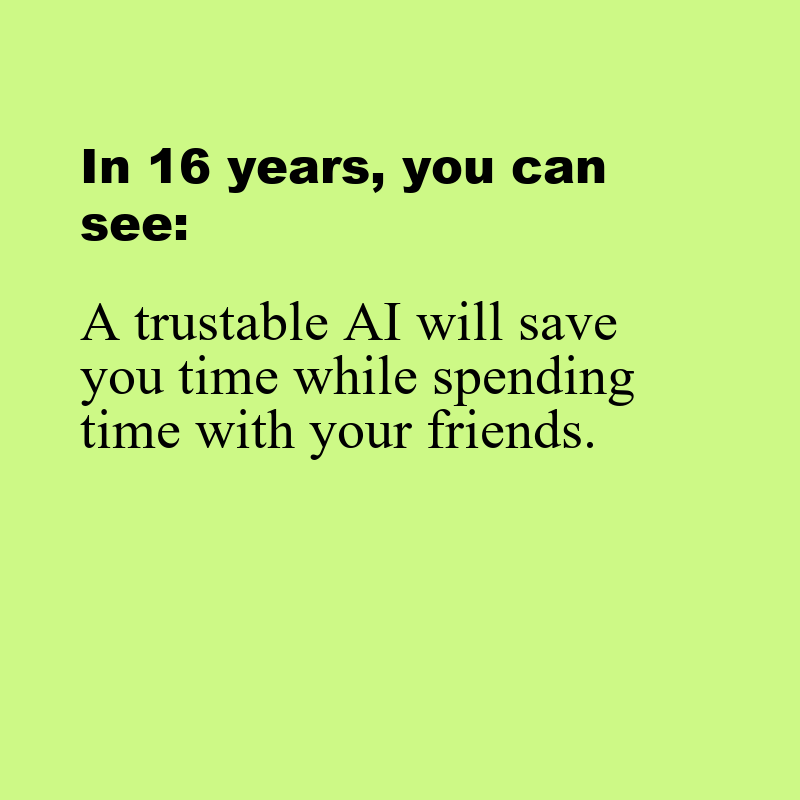 In 16 years, you can
see:
A trustable AI will save
you time while spending
time with your friends.